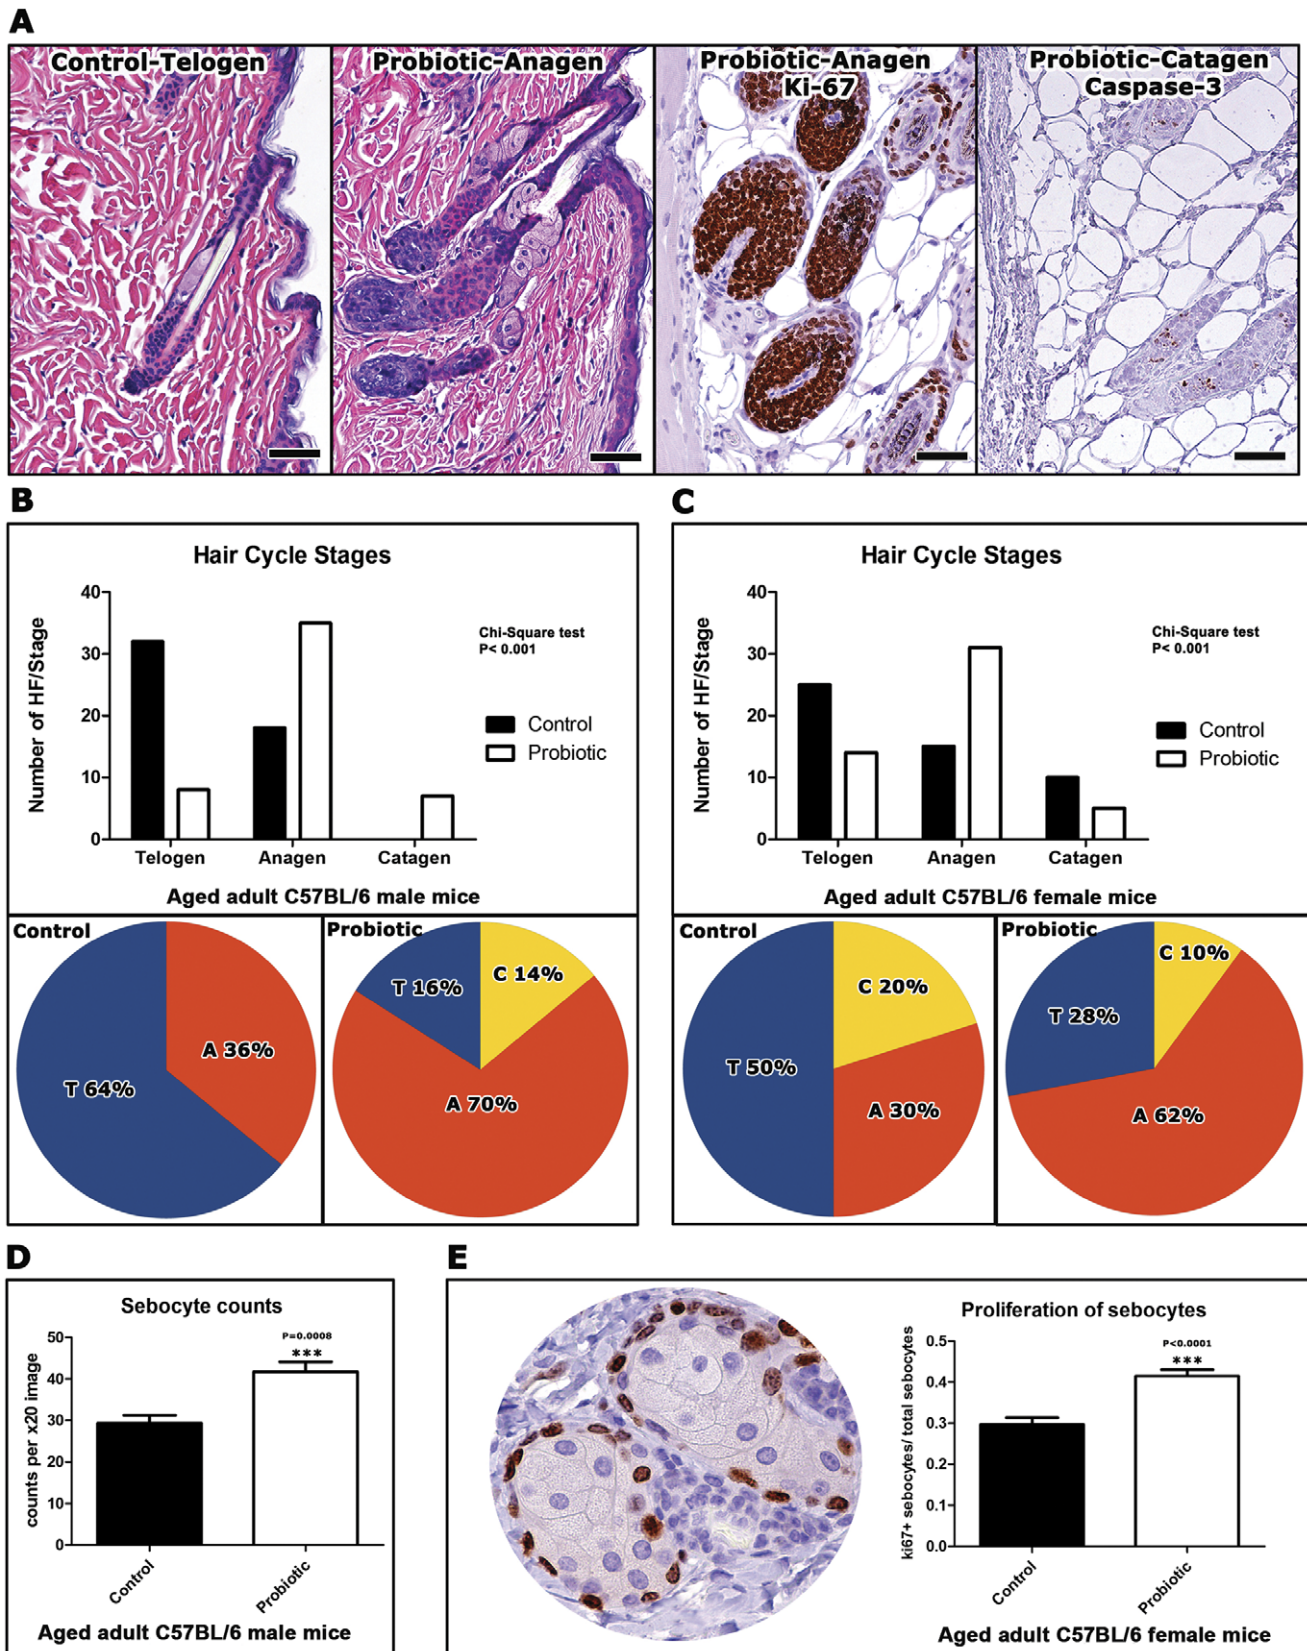 A
Control-Telogen
Probiotic-Anagen
Probiotic-Anagen
Ki-67
Probiotic-Catagen
Caspase-3
B
Hair Cycle Stages
Number of HF/Stage
40
30
20
10
0
Chi-Square test
P< 0.001
Control
Probiotic
Telogen
Anagen
Catagen
Aged adult C57BL/6 male mice
Control
T 64%
A 36%
Probiotic
T 16%
C 14%
A 70%
C
Hair Cycle Stages
Number of HF/Stage
40
30
20
10
0
Chi-Square test
P< 0.001
Control
Probiotic
Telogen
Anagen
Catagen
Aged adult C57BL/6 female mice
Control
C 20%
T 50%
A 30%
Probiotic
C 10%
T 28%
A 62%
D
Sebocyte counts
counts per x20 image
50
40
30
20
10
0
P=0.0008
***
Control
Probiotic
Aged adult C57BL/6 male mice
E
Proliferation of sebocytes
ki67+ sebocytes/ total sebocytes
0.5
0.4
0.3
0.2
0.1
0.0
P<0.0001
***
Control
Probiotic
Aged adult C57BL/6 female mice